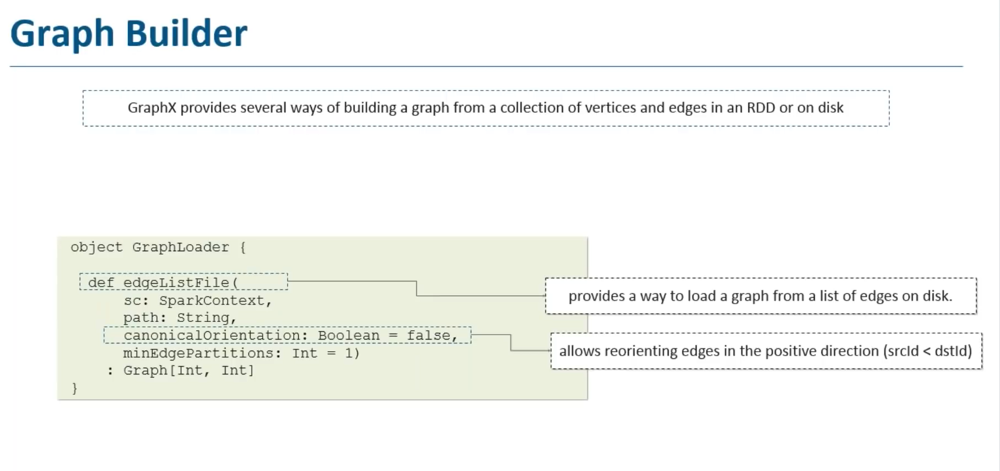 Graph Builder
GraphX provides several ways of building a graph from a collection of vertices and edges in an RDD or on disk
object GraphLoader {
def edgeListFile(
sc: SparkContext,
path: String,
canonicalOrientation: Boolean = false,
minEdgePartitions: Int = 1)
: Graph[Int, Int]
}
provides a way to load a graph from a list of edges on disk.
allows reorienting edges in the positive direction (srcId < dstId)